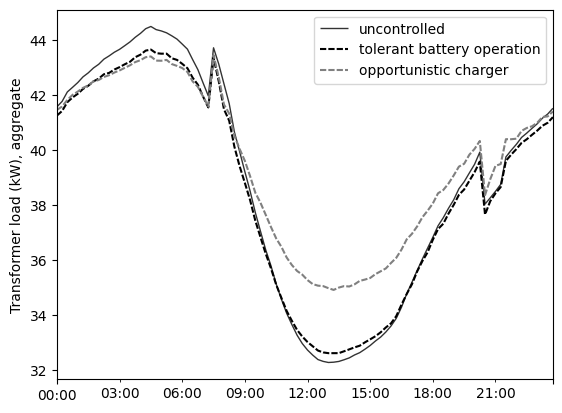 uncontrolled
tolerant battery operation
opportunistic charger
Transformer load (kW), aggregate
44
42
40
38
36
34
32
00:00 03:00 06:00 09:00 12:00 15:00 18:00 21:00